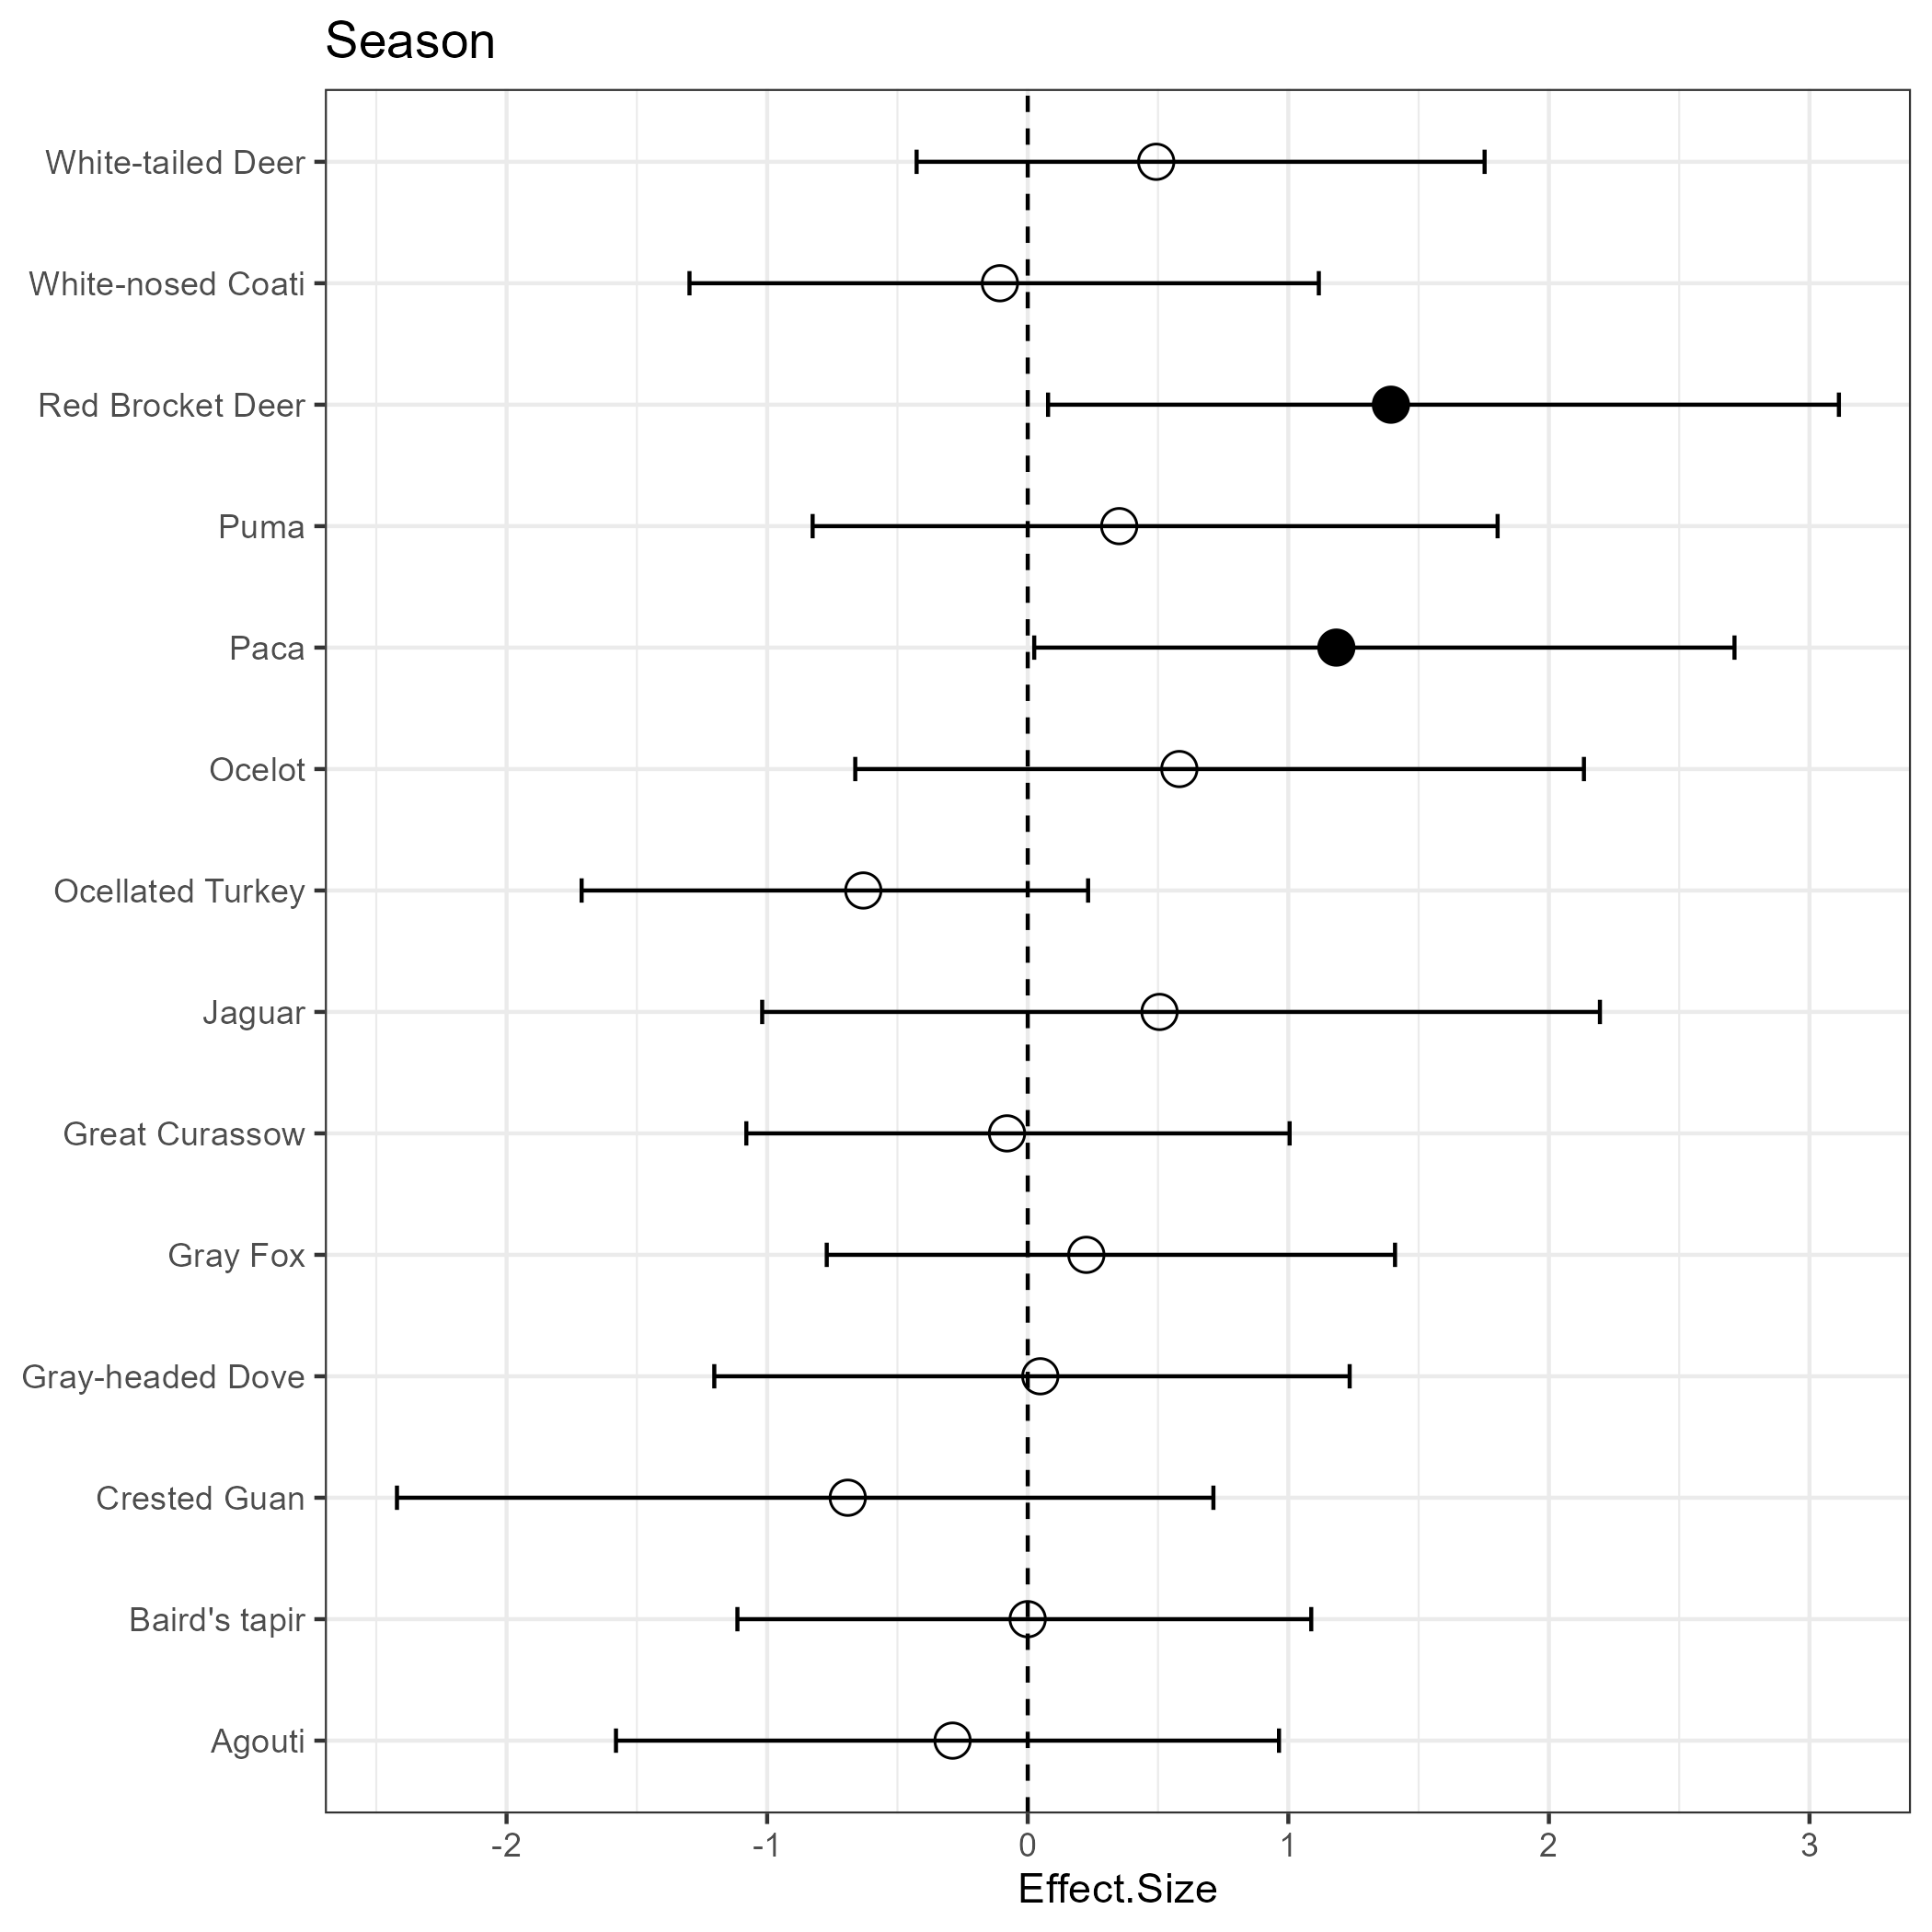 Season
White-tailed Deer
White-nosed Coati
Red Brocket Deer
Puma
Paca
Ocelot
Ocellated Turkey
Jaguar
Great Curassow
Gray Fox
Gray-headed Dove
Crested Guan
Baird's tapir
Agouti
-2 -1 0 1 2 3
Effect.Size